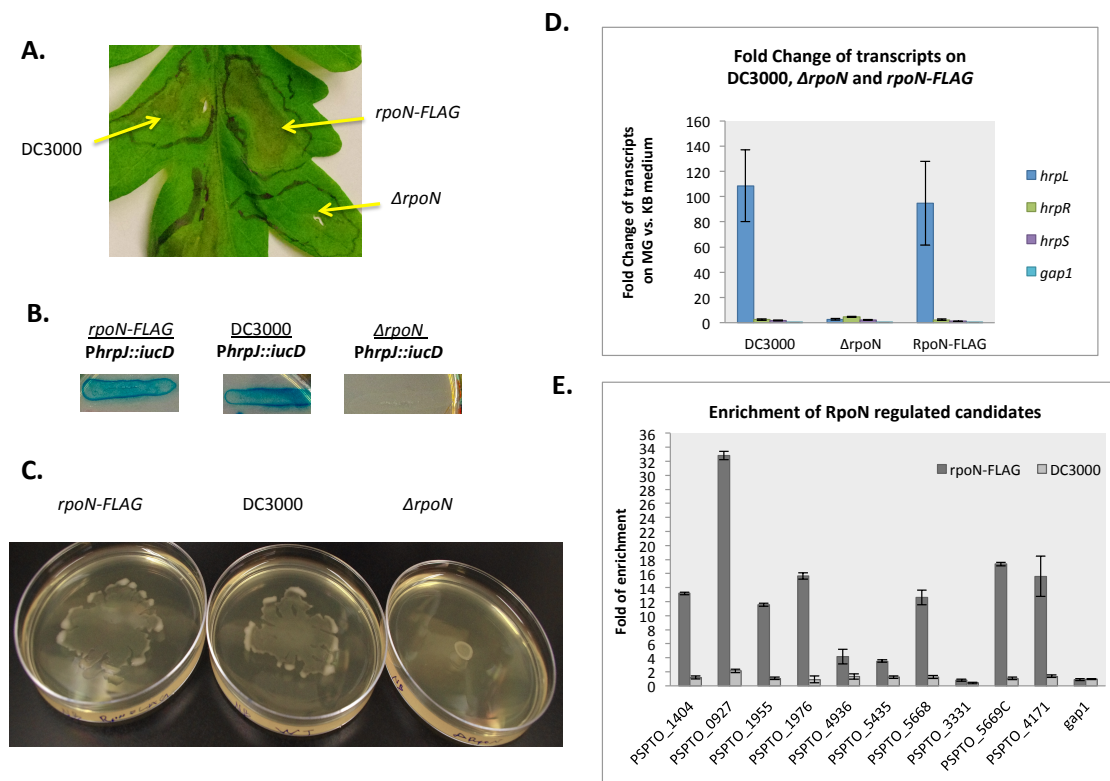 A.
DC3000
rpoN-FLAG
ΔrpoN
B.
rpoN-FLAG
PhrpJ::iucD
DC3000
PhrpJ::iucD
ΔrpoN
PhrpJ::iucD
C.
rpoN-FLAG
DC3000
ΔrpoN
D.
Fold Change of transcripts on
DC3000, ΔrpoN and rpoN-FLAG
Fold Change of transcripts
on MG vs. KB medium
160
140
120
100
80
60
40
20
0
DC3000
ΔrpoN
RpoN-FLAG
hrpL
hrpR
hrpS
gap1
E.
Enrichment of RpoN regulated candidates
Fold of enrichment
36
34
32
30
28
26
24
22
20
18
16
14
12
10
8
6
4
2
0
rpoN-FLAG
DC3000
PSPTO_1404
PSPTO_0927
PSPTO_1955
PSPTO_1976
PSPTO_4936
PSPTO_5435
PSPTO_5668
PSPTO_3331
PSPTO_5669C
PSPTO_4171
gap1